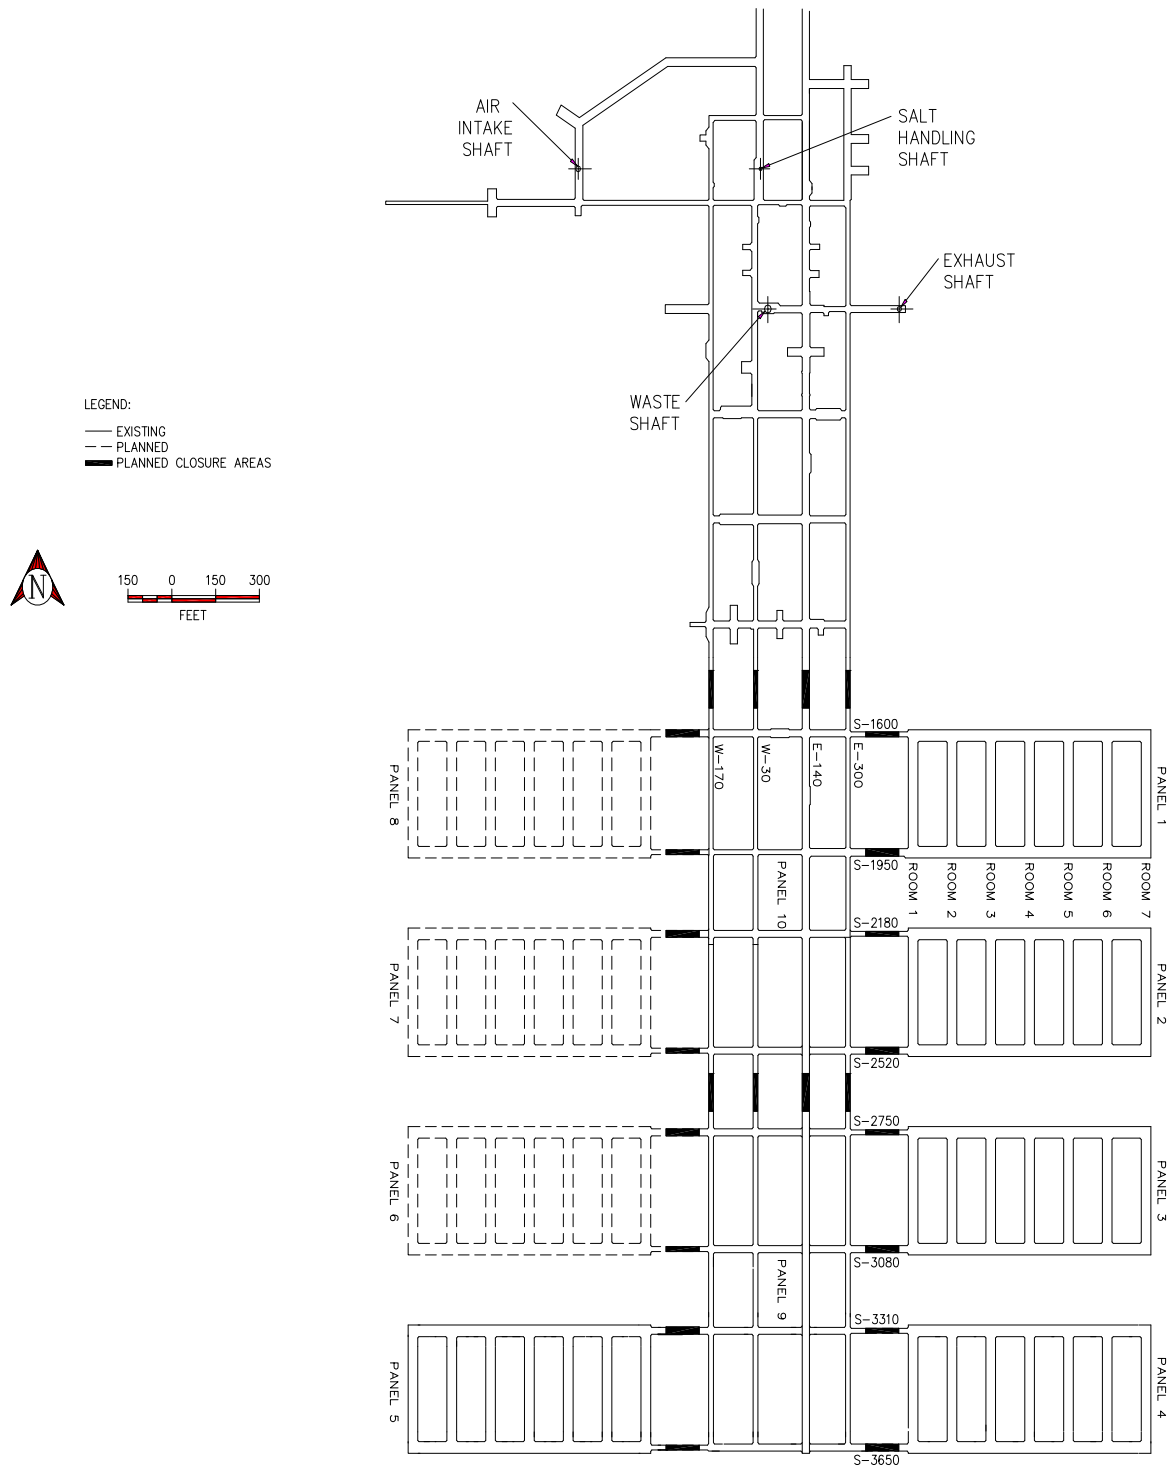 AIR
INTAKE
SHAFT
SALT
HANDLING
SHAFT
EXHAUST
SHAFT
WASTE
SHAFT
LEGEND:
EXISTING
PLANNED
PLANNED CLOSURE AREAS
N
150 0 150 300
FEET
S-1600
W-170
W-30
E-140
E-300
PANEL 8
PANEL 1
S-1950
PANEL 10
ROOM 1
ROOM 2
ROOM 3
ROOM 4
ROOM 5
ROOM 6
ROOM 7
S-2180
PANEL 7
PANEL 2
S-2520
S-2750
PANEL 6
PANEL 3
S-3080
PANEL 9
S-3310
PANEL 5
PANEL 4
S-3650